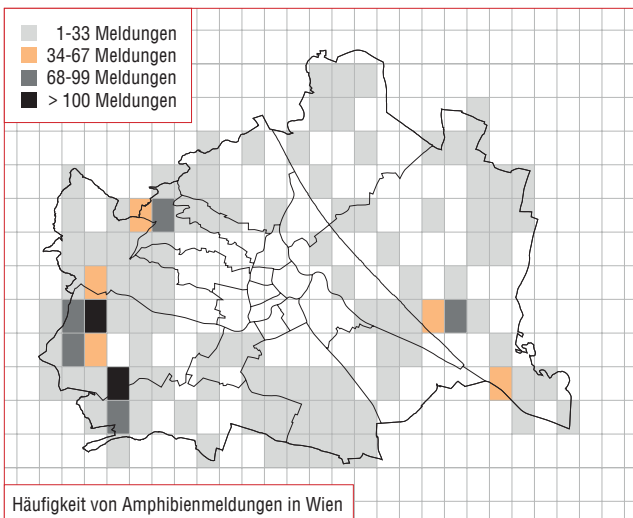 1-33 Meldungen
34-67 Meldungen
68-99 Meldungen
> 100 Meldungen
Häufigkeit von Amphibienmeldungen in Wien